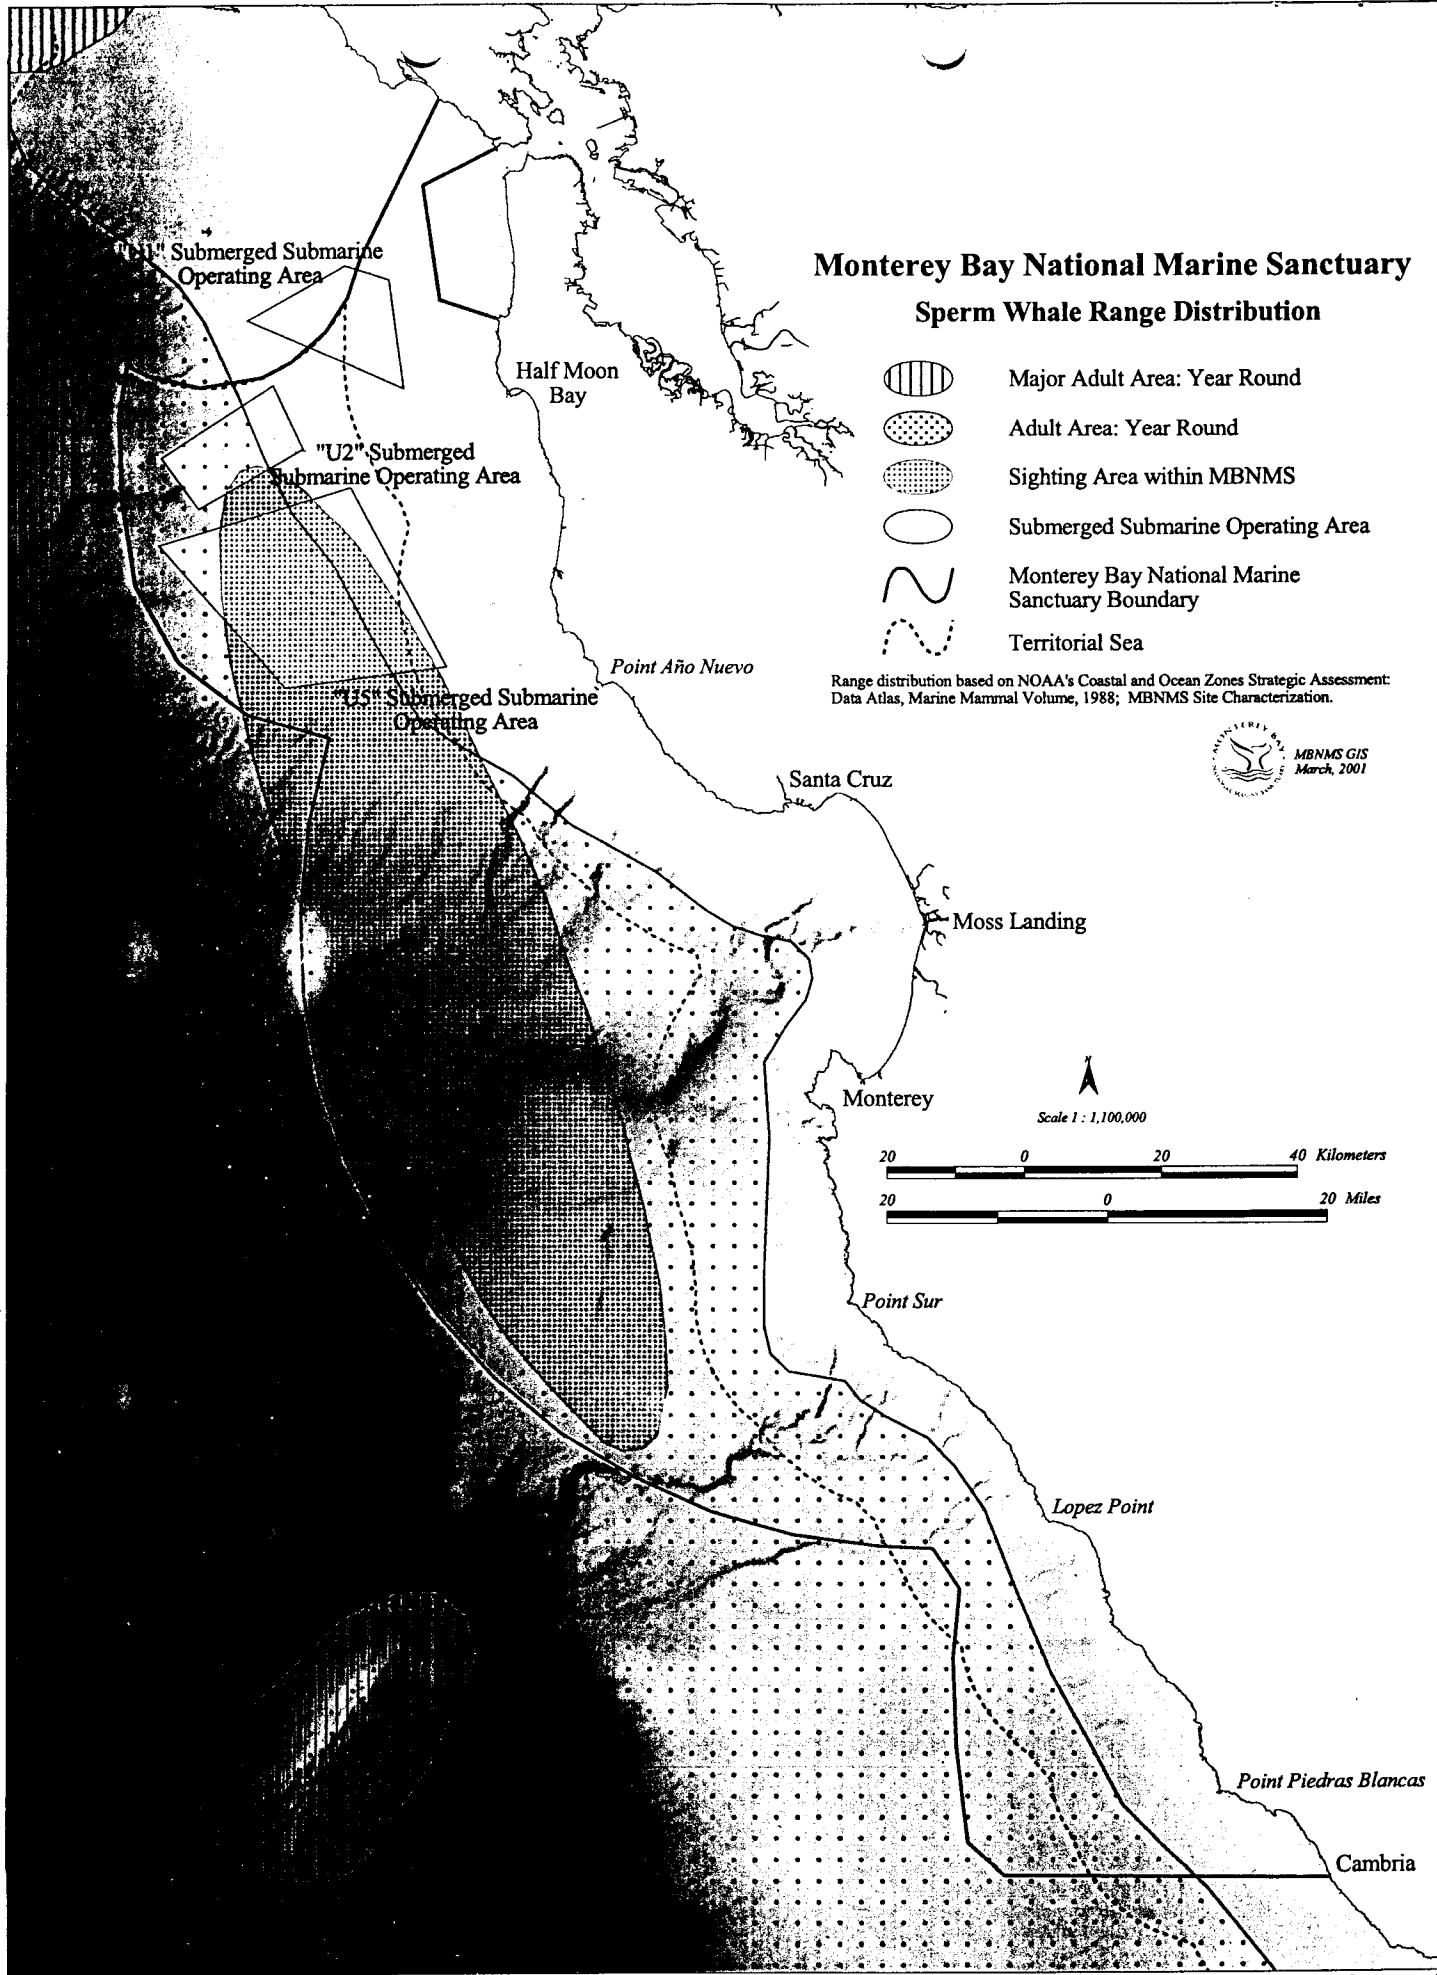 "U1" Submerged Submarine
Operating Area
Monterey Bay National Marine Sanctuary
Sperm Whale Range Distribution
Half Moon
Bay
Major Adult Area: Year Round
Adult Area: Year Round
"U2" Submerged
Submarine Operating Area
Sighting Area within MBNMS
Submerged Submarine Operating Area
Monterey Bay National Marine
Sanctuary Boundary
Territorial Sea
Point Año Nuevo
Range distribution based on NOAA's Coastal and Ocean Zones Strategic Assessment:
Data Atlas, Marine Mammal Volume, 1988; MBNMS Site Characterization.
"U5" Submerged Submarine
Operating Area
MONTEREY BAY
MBNMS GIS
March, 2001
Santa Cruz
Moss Landing
Monterey
N
Scale 1 : 1,100,000
20 0 20 40 Kilometers
20 0 20 Miles
Point Sur
Lopez Point
Point Piedras Blancas
Cambria